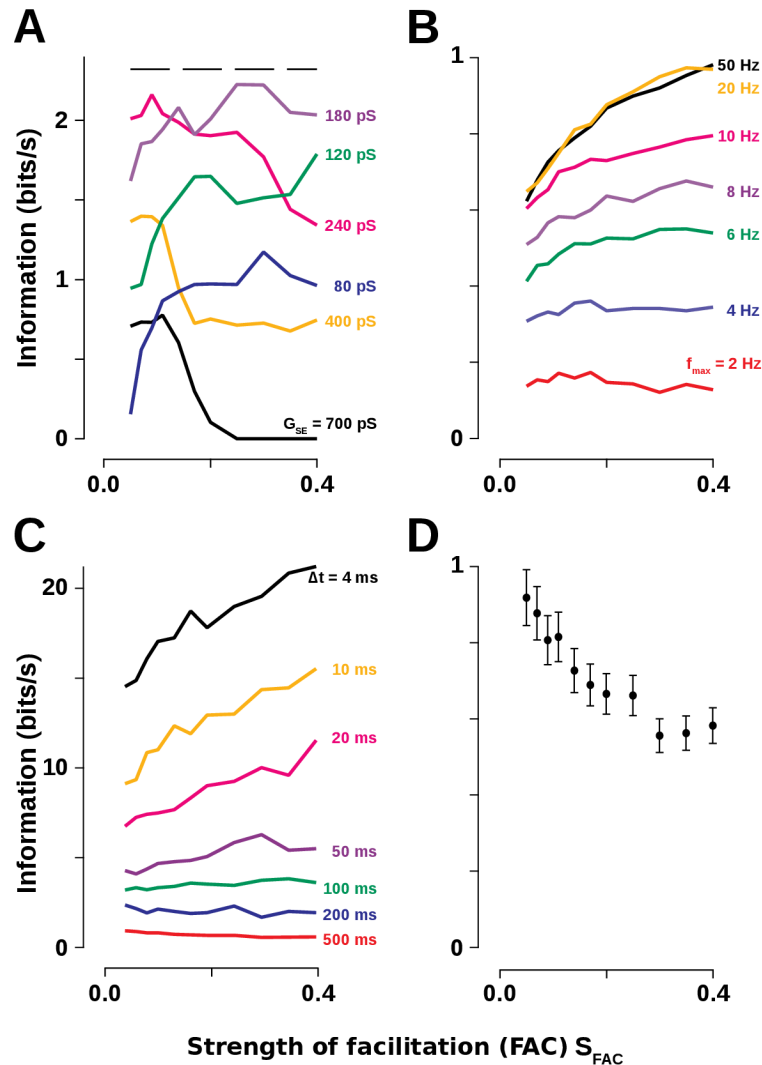 A
Information (bits/s)
2
1
0
180 pS
120 pS
240 pS
80 pS
400 pS
G_SE = 700 pS
0.0
0.4
B
1
0
50 Hz
20 Hz
10 Hz
8 Hz
6 Hz
4 Hz
f_max = 2 Hz
0.0
0.4
C
Information (bits/s)
20
10
0
Δt = 4 ms
10 ms
20 ms
50 ms
100 ms
200 ms
500 ms
0.0
0.4
D
1
0
0.0
0.4
Strength of facilitation (FAC) S_FAC